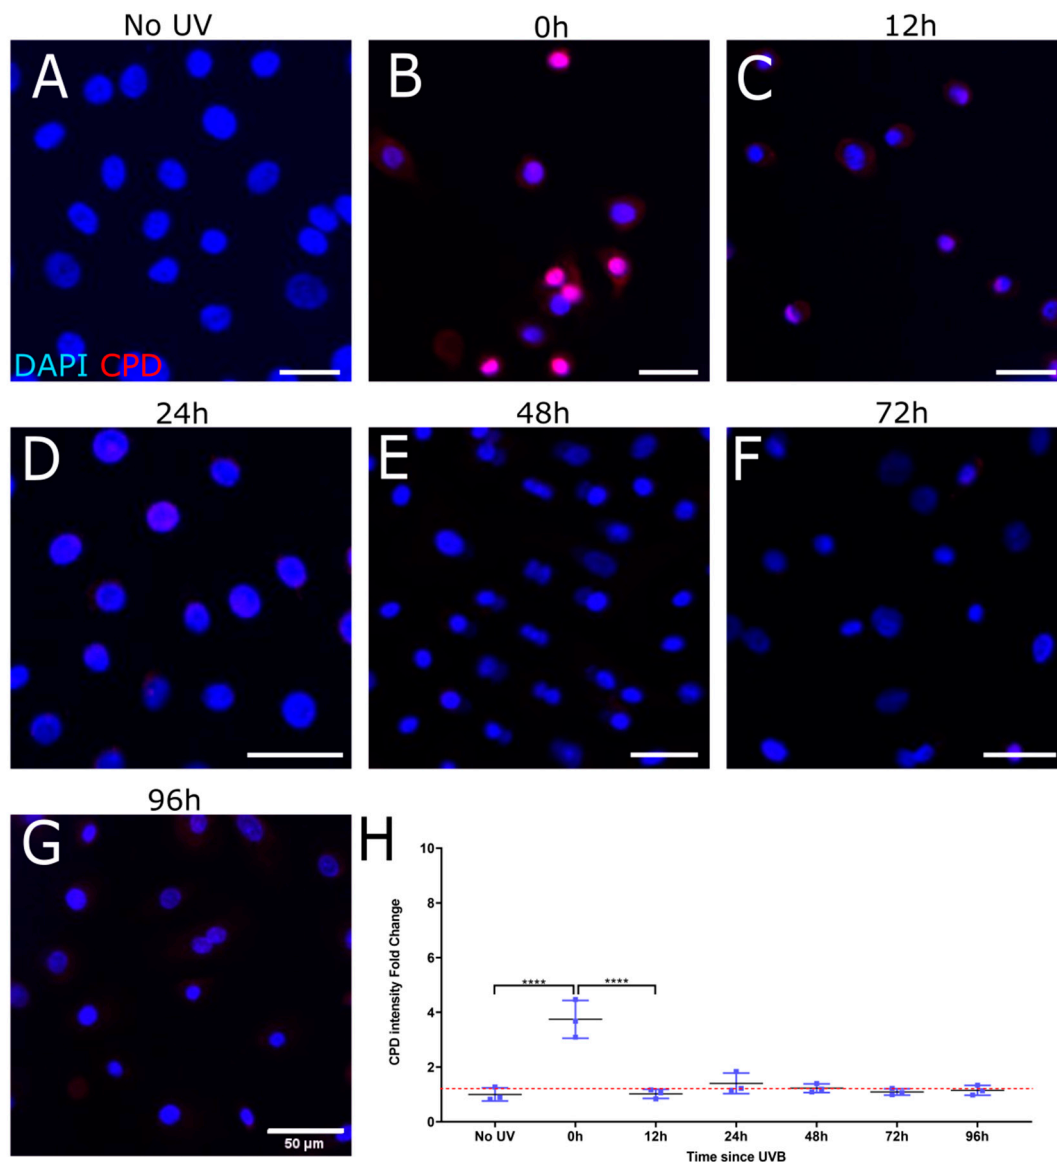 No UV 0h 12h
A B C
DAPI CPD
24h 48h 72h
D E F
96h
G H
50 µm
10
8
6
4
2
0
CPD intensity Fold Change
**** ****
No UV 0h 12h 24h 48h 72h 96h
Time since UVB